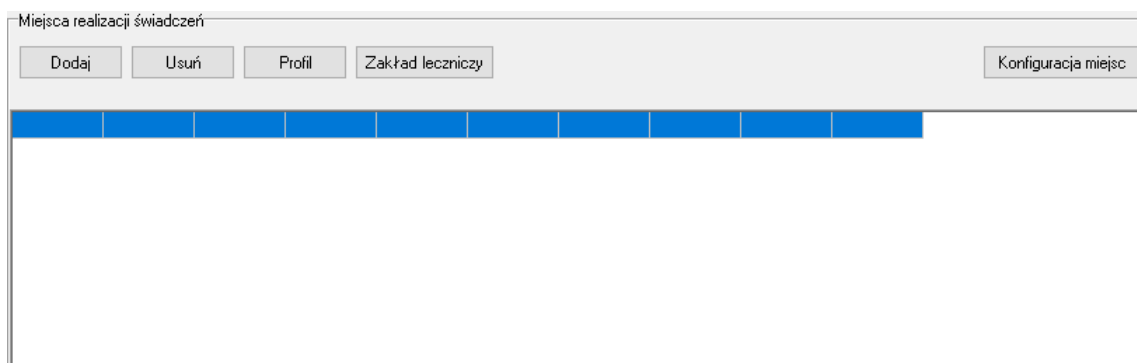 Miejsca realizacji świadczeń
Dodaj Usuń Profil Zakład leczniczy Konfiguracja miejsc